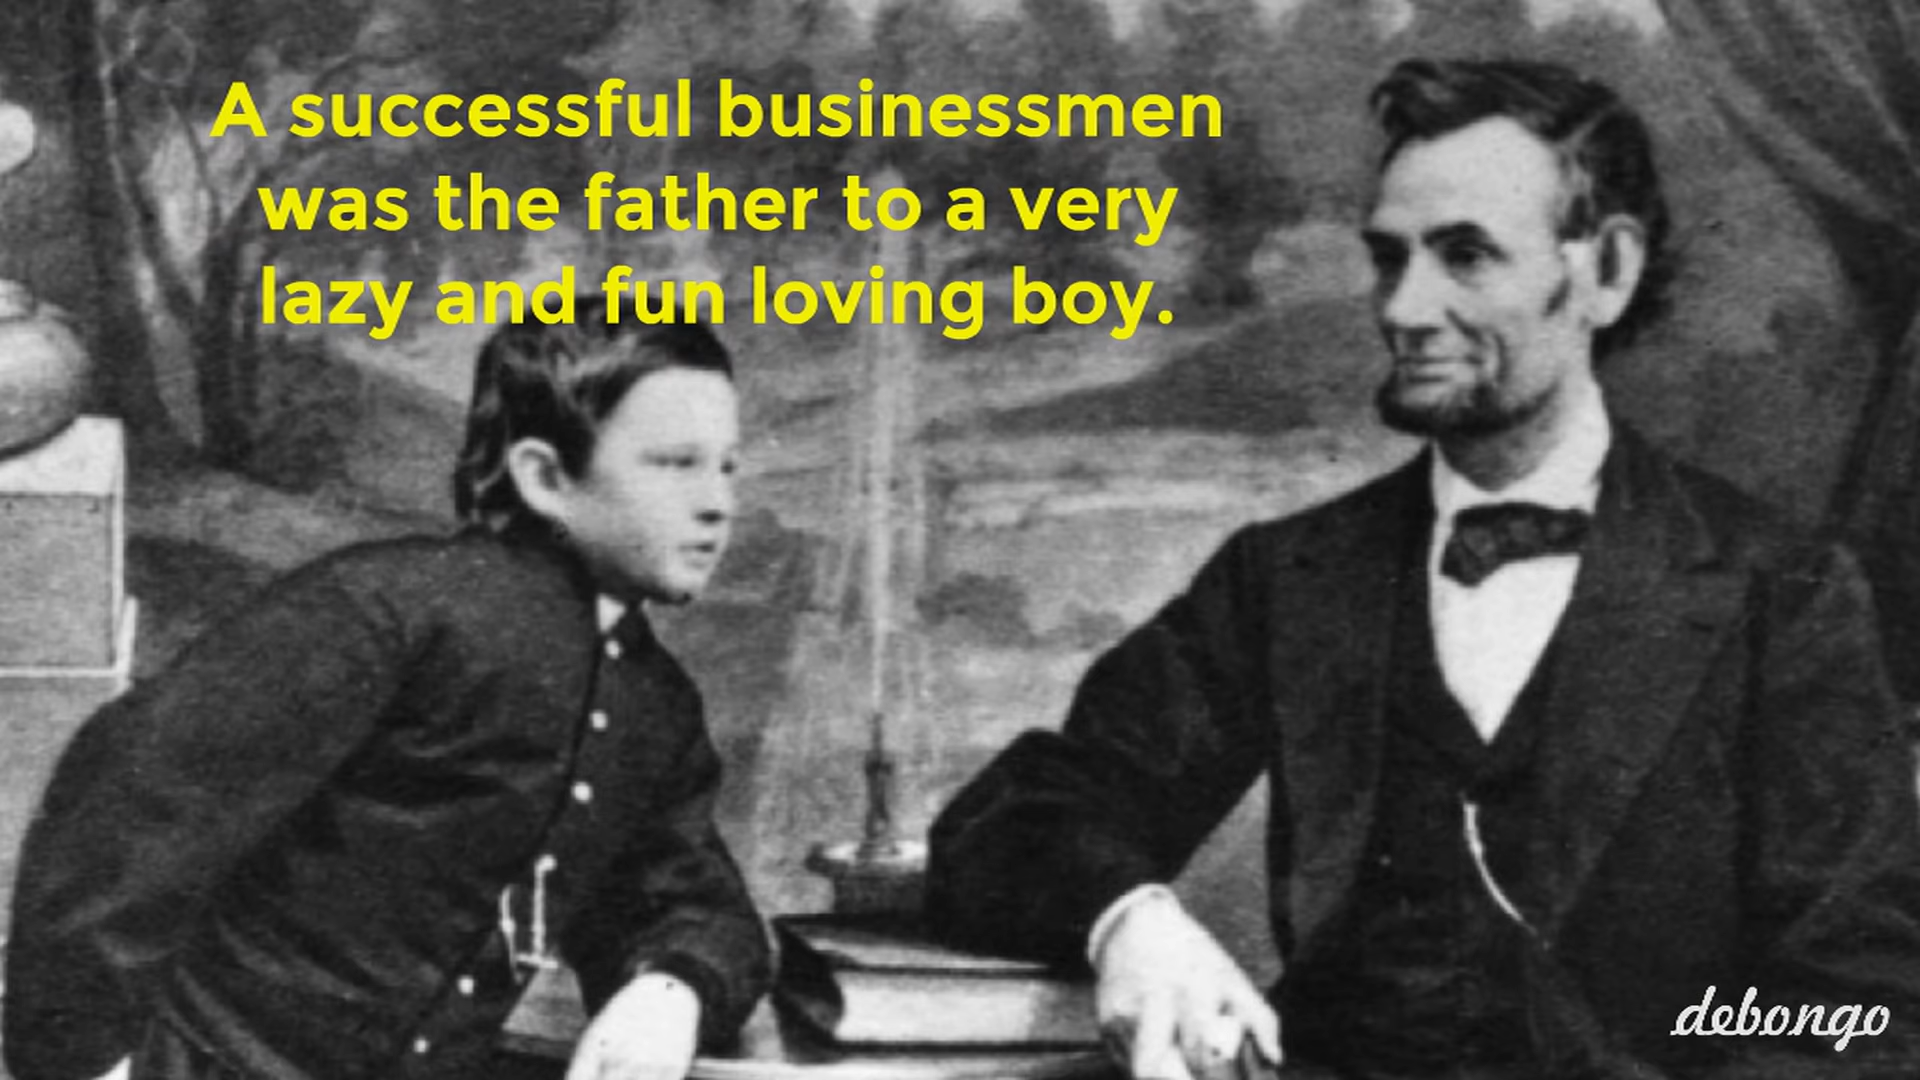 A successful businessmen
was the father to a very
lazy and fun loving boy.
debongo